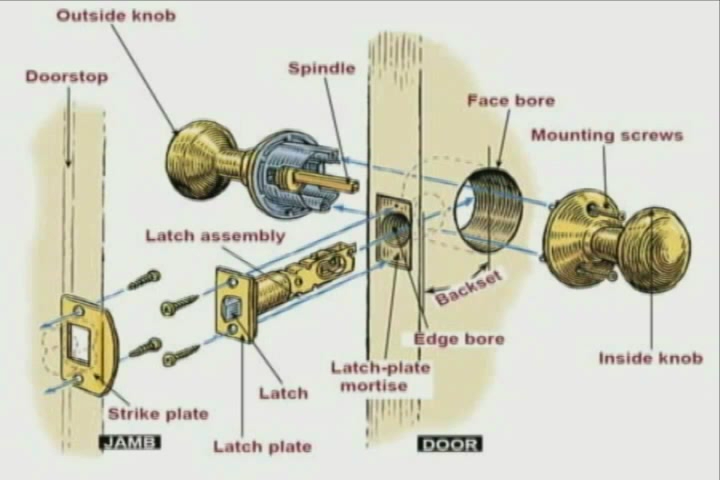 Outside knob
Doorstop
Spindle
Face bore
Mounting screws
Latch assembly
Backset
Edge bore
Inside knob
Latch-plate
mortise
Latch
Strike plate
Latch plate
JAMB
DOOR